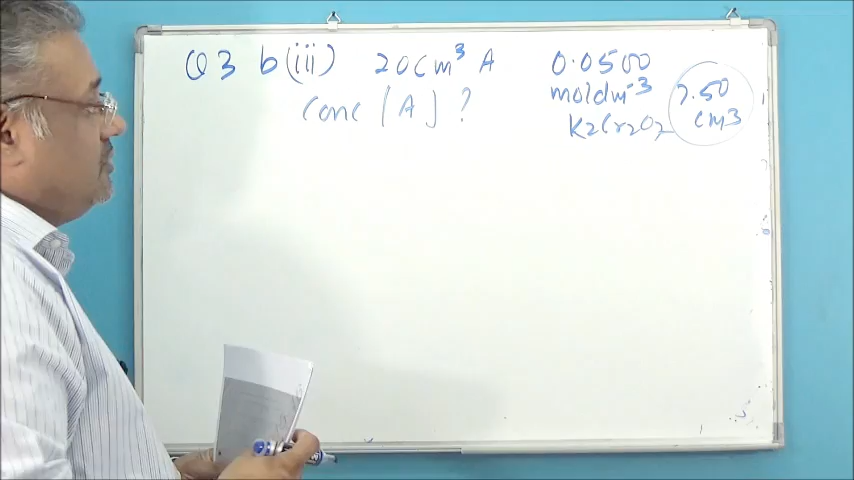 Q3 b(iii) 20cm³ A 0.0500
conc [A] ? moldm⁻³ 7.50
K2Cr2O7 cm3